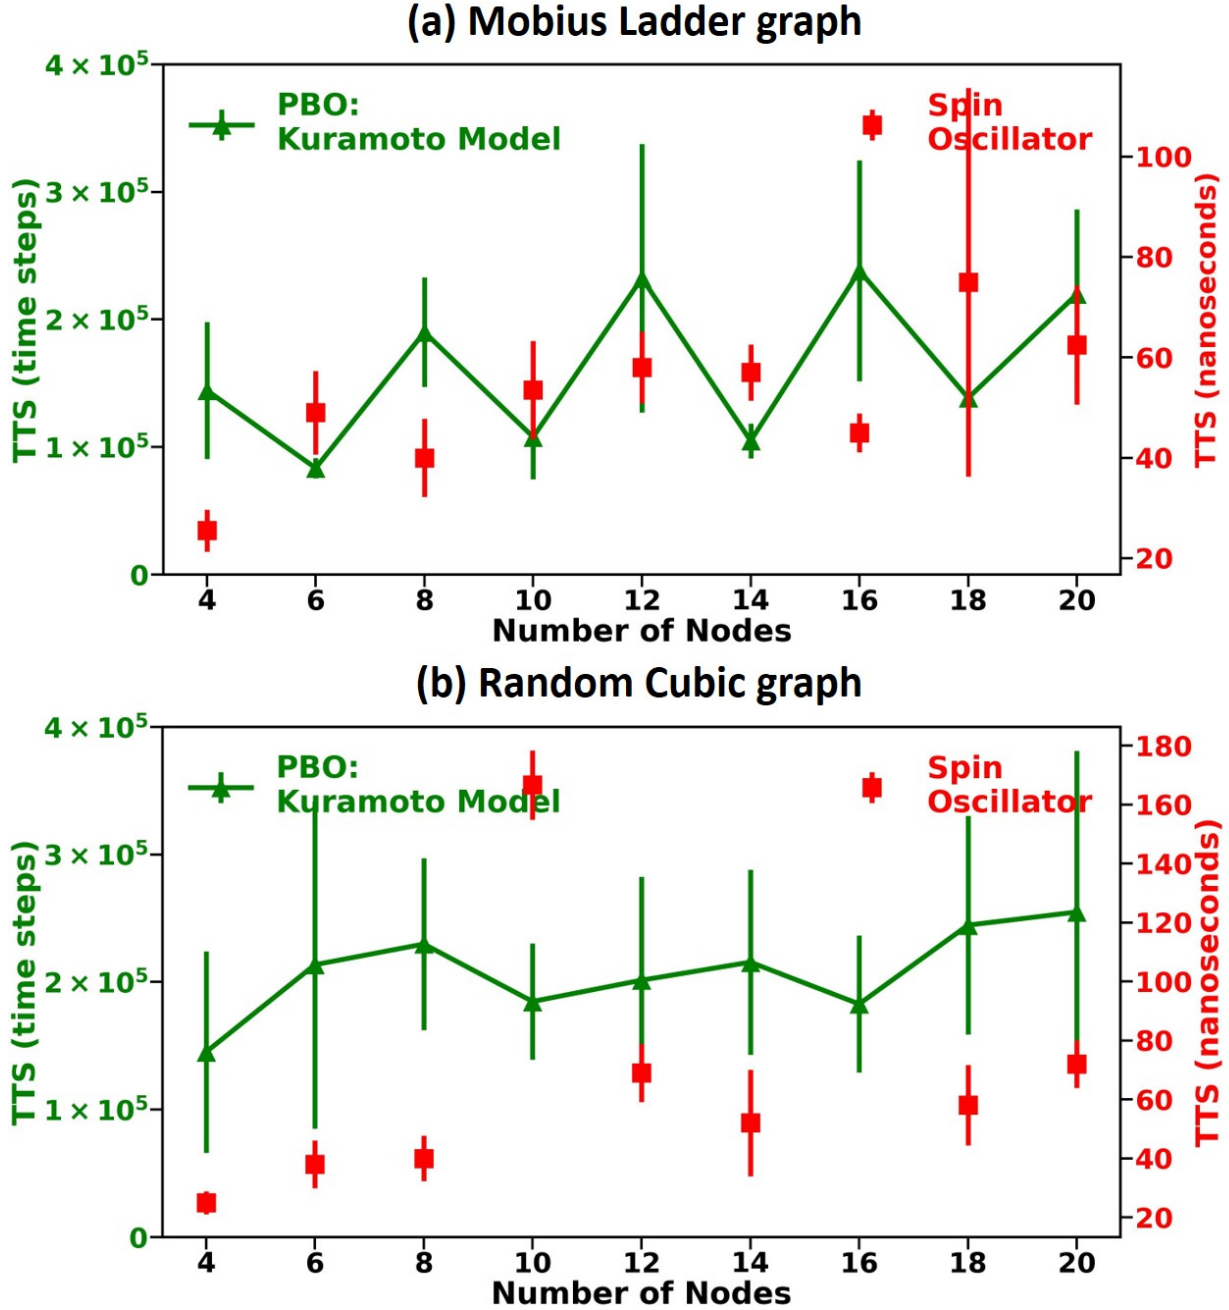 (a) Mobius Ladder graph
4 × 10⁵
3 × 10⁵
2 × 10⁵
1 × 10⁵
0
TTS (time steps)
PBO:
Kuramoto Model
Spin
Oscillator
100
80
60
40
20
TTS (nanoseconds)
4 6 8 10 12 14 16 18 20
Number of Nodes
(b) Random Cubic graph
4 × 10⁵
3 × 10⁵
2 × 10⁵
1 × 10⁵
0
TTS (time steps)
PBO:
Kuramoto Model
Spin
Oscillator
180
160
140
120
100
80
60
40
20
TTS (nanoseconds)
4 6 8 10 12 14 16 18 20
Number of Nodes